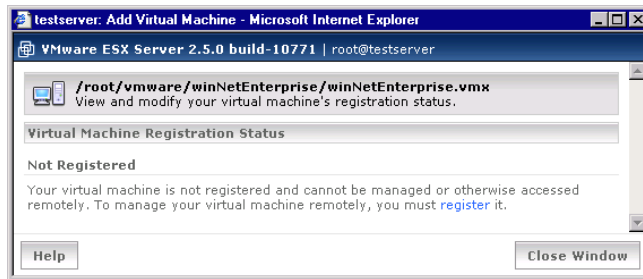 testserver: Add Virtual Machine - Microsoft Internet Explorer
VMware ESX Server 2.5.0 build-10771 | root@testserver
/root/vmware/winNetEnterprise/winNetEnterprise.vmx
View and modify your virtual machine's registration status.
Virtual Machine Registration Status
Not Registered
Your virtual machine is not registered and cannot be managed or otherwise accessed
remotely. To manage your virtual machine remotely, you must register it.
Help Close Window